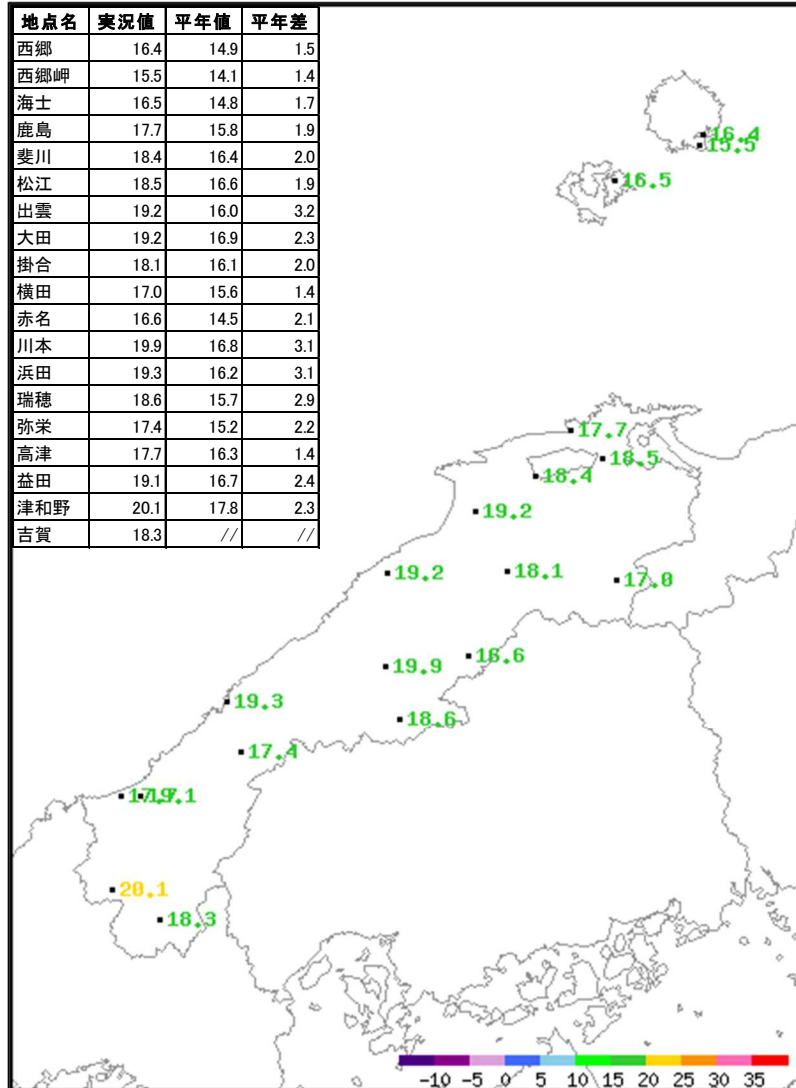 地点名 実況値 平年値 平年差
西郷 16.4 14.9 1.5
西郷岬 15.5 14.1 1.4
海士 16.5 14.8 1.7
鹿島 17.7 15.8 1.9
斐川 18.4 16.4 2.0
松江 18.5 16.6 1.9
出雲 19.2 16.0 3.2
大田 19.2 16.9 2.3
掛合 18.1 16.1 2.0
横田 17.0 15.6 1.4
赤名 16.6 14.5 2.1
川本 19.9 16.8 3.1
浜田 19.3 16.2 3.1
瑞穂 18.6 15.7 2.9
弥栄 17.4 15.2 2.2
高津 17.7 16.3 1.4
益田 19.1 16.7 2.4
津和野 20.1 17.8 2.3
吉賀 18.3 // //
16.4
15.5
16.5
17.7
18.5
18.4
19.2
19.2
18.1
17.0
16.6
19.9
19.3
18.6
17.4
17.7
19.1
20.1
18.3
-10 -5 0 5 10 15 20 25 30 35